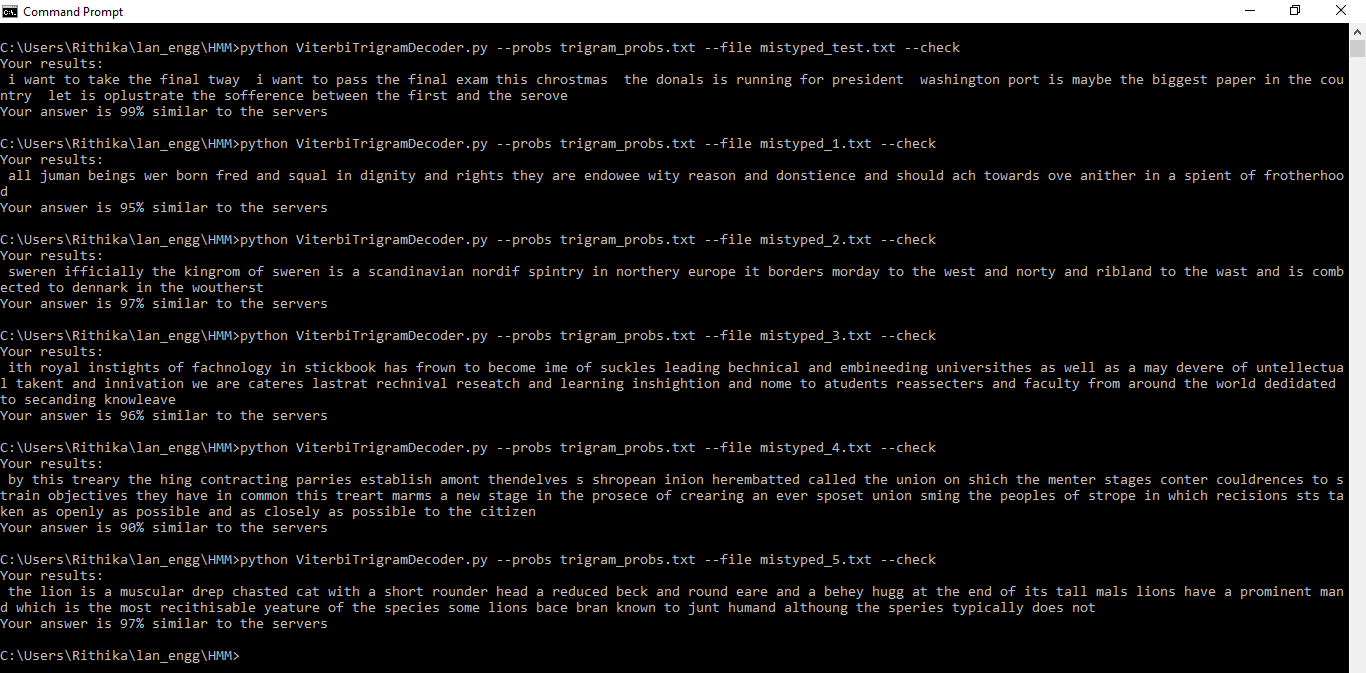 Command Prompt
C:\Users\Rithika\lan_engg\HMM>python ViterbiTrigramDecoder.py --probs trigram_probs.txt --file mistyped_test.txt --check
Your results:
 i want to take the final tway  i want to pass the final exam this chrostmas  the donals is running for president  washington port is maybe the biggest paper in the cou
ntry  let is oplustrate the sofference between the first and the serove
Your answer is 99% similar to the servers
C:\Users\Rithika\lan_engg\HMM>python ViterbiTrigramDecoder.py --probs trigram_probs.txt --file mistyped_1.txt --check
Your results:
 all juman beings wer born fred and squal in dignity and rights they are endowee wity reason and donstience and should ach towards ove anither in a spient of frotherhoo
d
Your answer is 95% similar to the servers
C:\Users\Rithika\lan_engg\HMM>python ViterbiTrigramDecoder.py --probs trigram_probs.txt --file mistyped_2.txt --check
Your results:
 sweren ifficially the kingrom of sweren is a scandinavian nordif spintry in northery europe it borders morday to the west and norty and ribland to the wast and is comb
ected to dennark in the woutherst
Your answer is 97% similar to the servers
C:\Users\Rithika\lan_engg\HMM>python ViterbiTrigramDecoder.py --probs trigram_probs.txt --file mistyped_3.txt --check
Your results:
 ith royal instights of fachnology in stickbook has frown to become ime of suckles leading bechnical and embineeding universithes as well as a may devere of untellectua
l takent and innivation we are cateres lastrat rechnival reseatch and learning inshightion and nome to atudents reassecters and faculty from around the world dedidated
to secanding knowleave
Your answer is 96% similar to the servers
C:\Users\Rithika\lan_engg\HMM>python ViterbiTrigramDecoder.py --probs trigram_probs.txt --file mistyped_4.txt --check
Your results:
 by this treary the hing contracting parries establish amont thendelves s shropean inion herembatted called the union on shich the menter stages conter couldrences to s
train objectives they have in common this treart marms a new stage in the prosece of crearing an ever sposet union sming the peoples of strope in which recisions sts ta
ken as openly as possible and as closely as possible to the citizen
Your answer is 90% similar to the servers
C:\Users\Rithika\lan_engg\HMM>python ViterbiTrigramDecoder.py --probs trigram_probs.txt --file mistyped_5.txt --check
Your results:
 the lion is a muscular drep chasted cat with a short rounder head a reduced beck and round eare and a behey hugg at the end of its tall mals lions have a prominent man
d which is the most recithisable yeature of the species some lions bace bran known to junt humand althoung the speries typically does not
Your answer is 97% similar to the servers
C:\Users\Rithika\lan_engg\HMM>